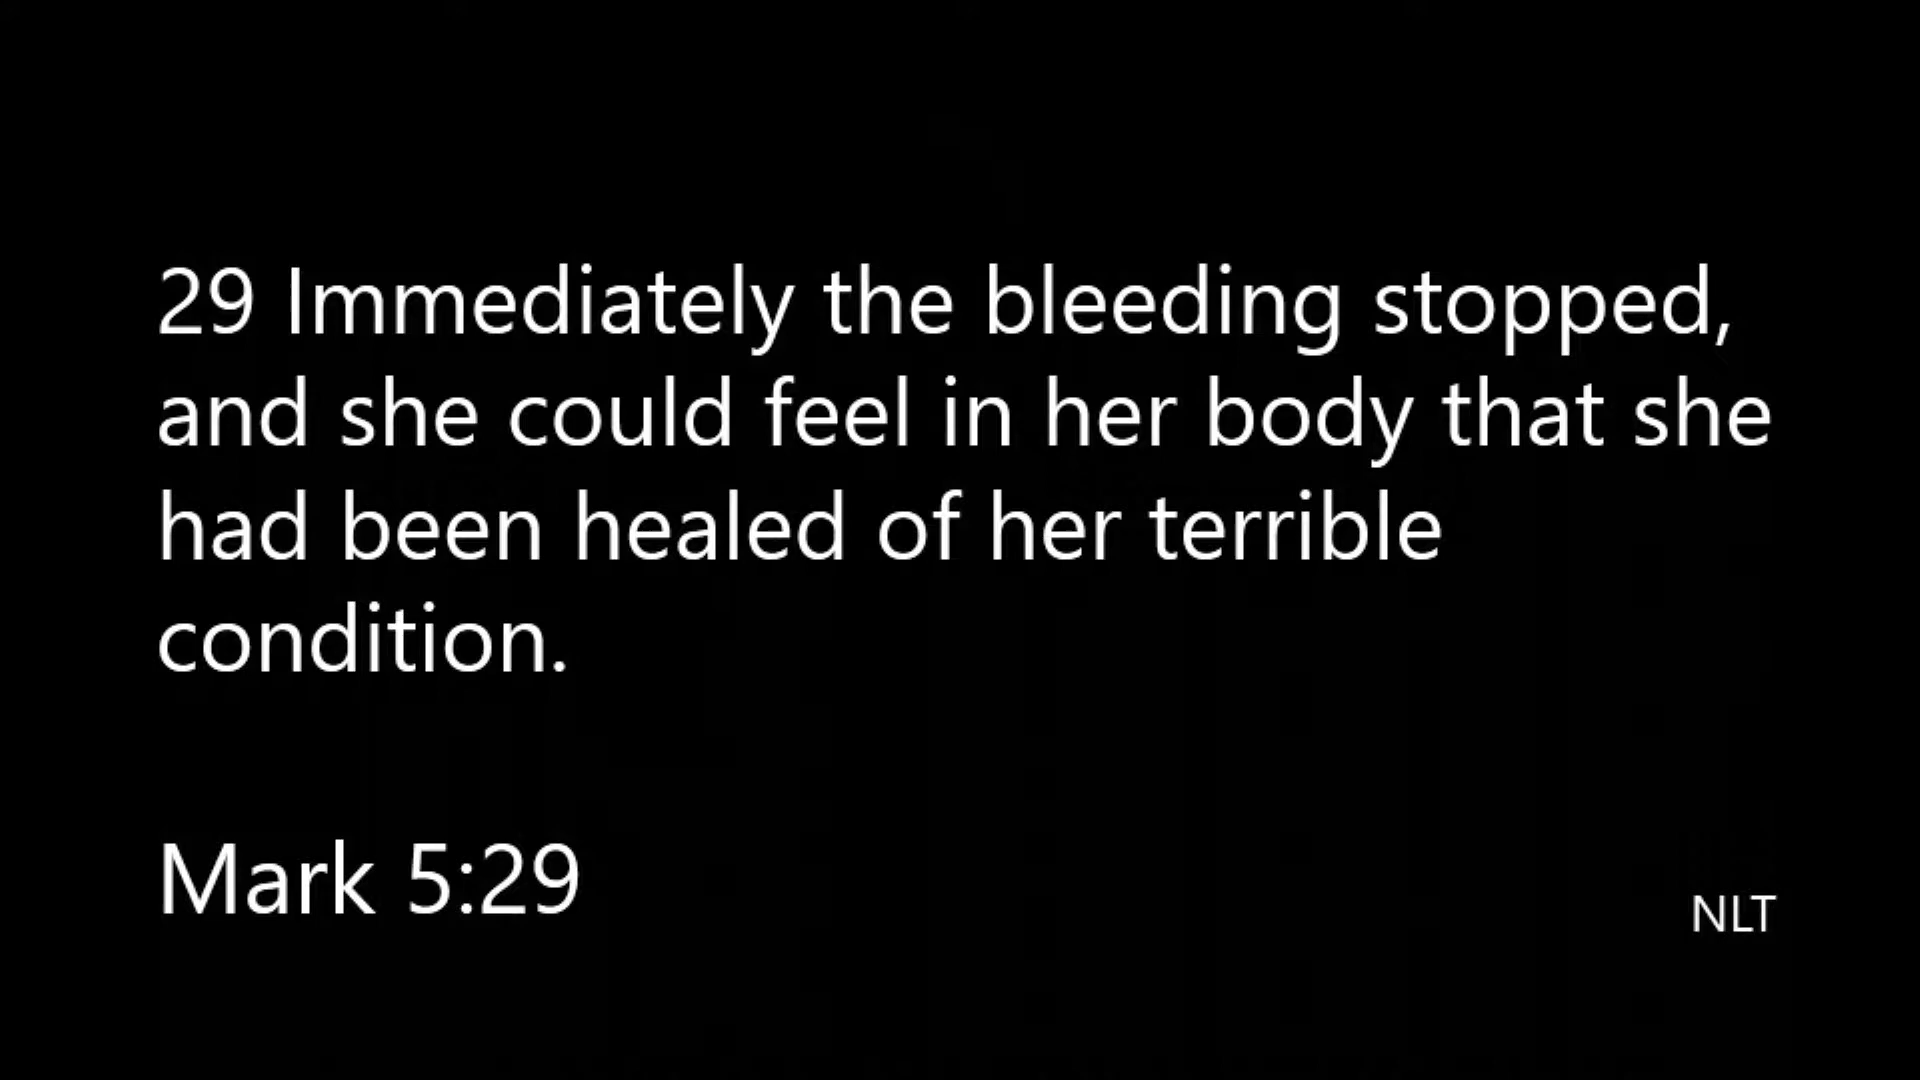 29 Immediately the bleeding stopped,
and she could feel in her body that she
had been healed of her terrible
condition.
Mark 5:29
NLT